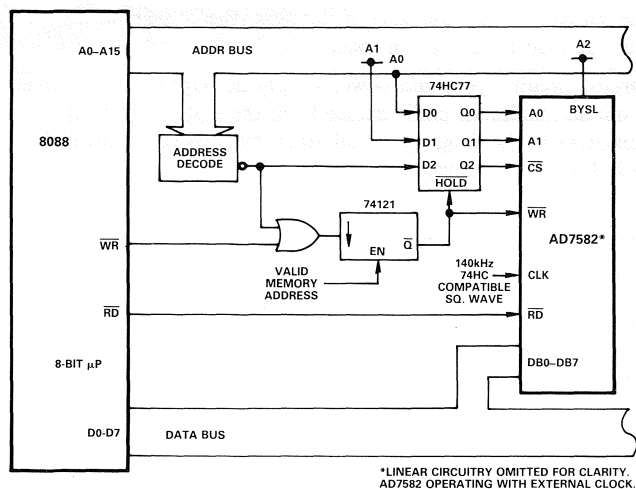 A0–A15
ADDR BUS
A1
A0
A2
74HC77
8088
ADDRESS
DECODE
D0 Q0
D1 Q1
D2 Q2
HOLD
A0
A1
CS
WR
BYSL
AD7582*
CLK
RD
DB0–DB7
74121
EN
Q
WR
VALID
MEMORY
ADDRESS
140kHz
74HC
COMPATIBLE
SQ. WAVE
RD
8-BIT μP
D0-D7
DATA BUS
*LINEAR CIRCUITRY OMITTED FOR CLARITY.
AD7582 OPERATING WITH EXTERNAL CLOCK.